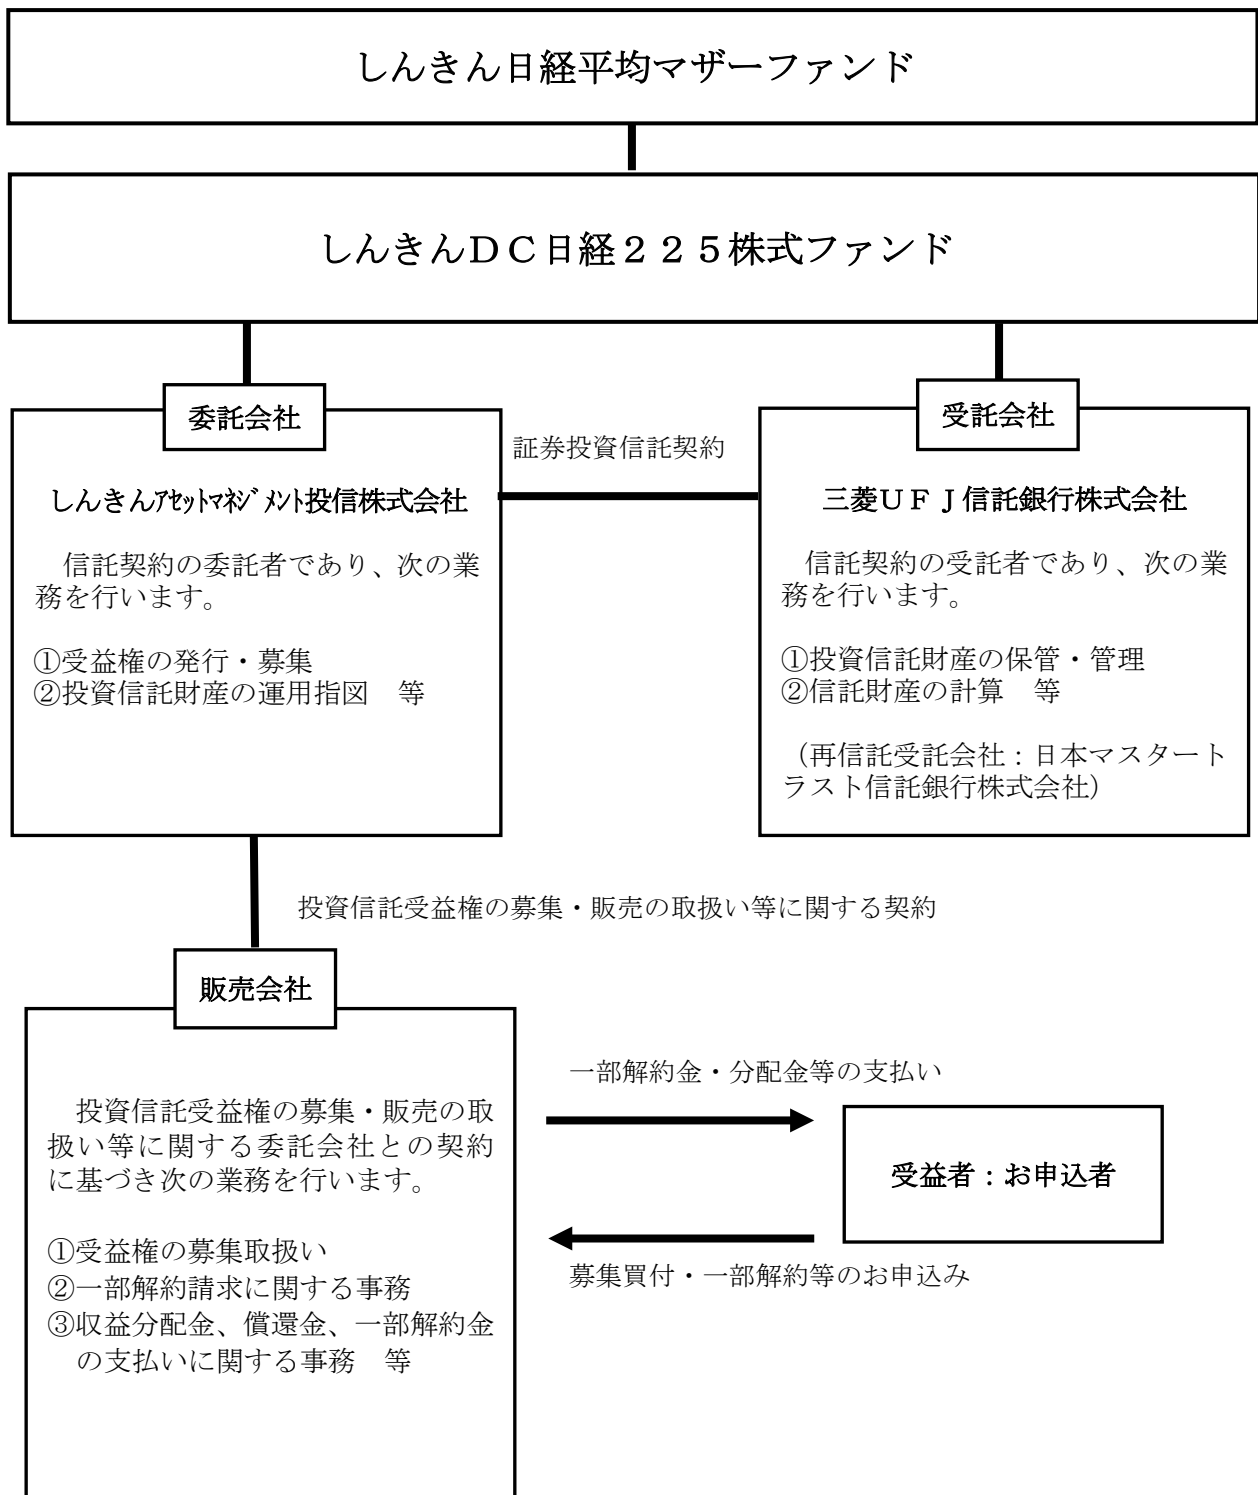 しんきん日経平均マザーファンド
しんきんＤＣ日経２２５株式ファンド
委託会社
しんきんｱｾｯﾄﾏﾈｼﾞﾒﾝﾄ投信株式会社
　信託契約の委託者であり、次の業
務を行います。
①受益権の発行・募集
②投資信託財産の運用指図　等
証券投資信託契約
受託会社
三菱ＵＦＪ信託銀行株式会社
　信託契約の受託者であり、次の業
務を行います。
①投資信託財産の保管・管理
②信託財産の計算　等
（再信託受託会社：日本マスタート
ラスト信託銀行株式会社）
投資信託受益権の募集・販売の取扱い等に関する契約
販売会社
　投資信託受益権の募集・販売の取
扱い等に関する委託会社との契約
に基づき次の業務を行います。
①受益権の募集取扱い
②一部解約請求に関する事務
③収益分配金、償還金、一部解約金
　の支払いに関する事務　等
一部解約金・分配金等の支払い
受益者：お申込者
募集買付・一部解約等のお申込み